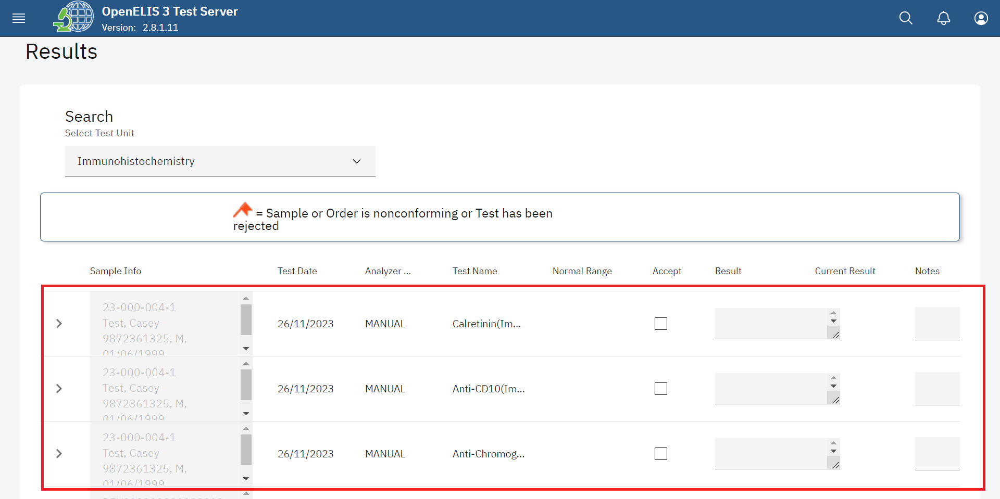 OpenELIS 3 Test Server
Version: 2.8.1.11
Results
Search
Select Test Unit
Immunohistochemistry
= Sample or Order is nonconforming or Test has been
rejected
Sample Info Test Date Analyzer ... Test Name Normal Range Accept Result Current Result Notes
23-000-004-1
Test, Casey
9872361325, M,
01/06/1999
26/11/2023 MANUAL Calretinin(Im...
23-000-004-1
Test, Casey
9872361325, M,
01/06/1999
26/11/2023 MANUAL Anti-CD10(Im...
23-000-004-1
Test, Casey
9872361325, M,
01/06/1999
26/11/2023 MANUAL Anti-Chromog...